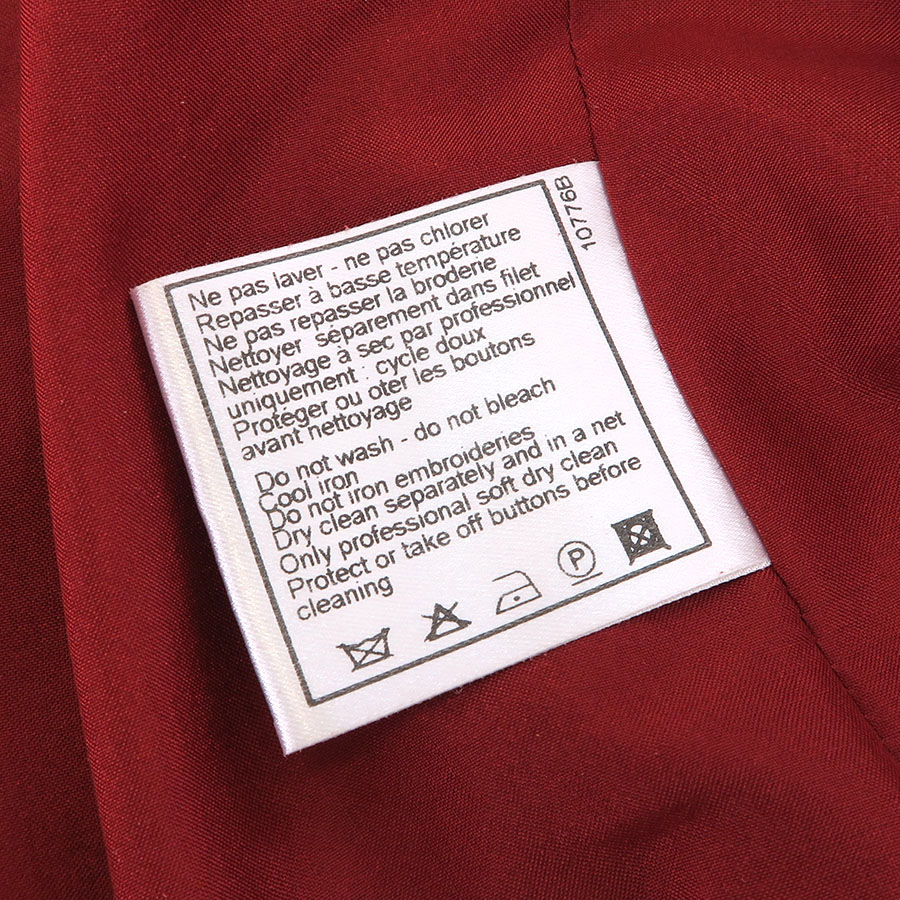 Ne pas laver - ne pas chlorer
Repasser à basse température
Ne pas repasser la broderie
Nettoyer séparement dans filet
Nettoyage à sec par professionnel
uniquement : cycle doux
Protéger ou oter les boutons
avant nettoyage
Do not wash - do not bleach
Cool iron
Do not iron embroideries
Dry clean separately and in a net
Only professional soft dry clean
Protect or take off buttons before
cleaning
P
10776B